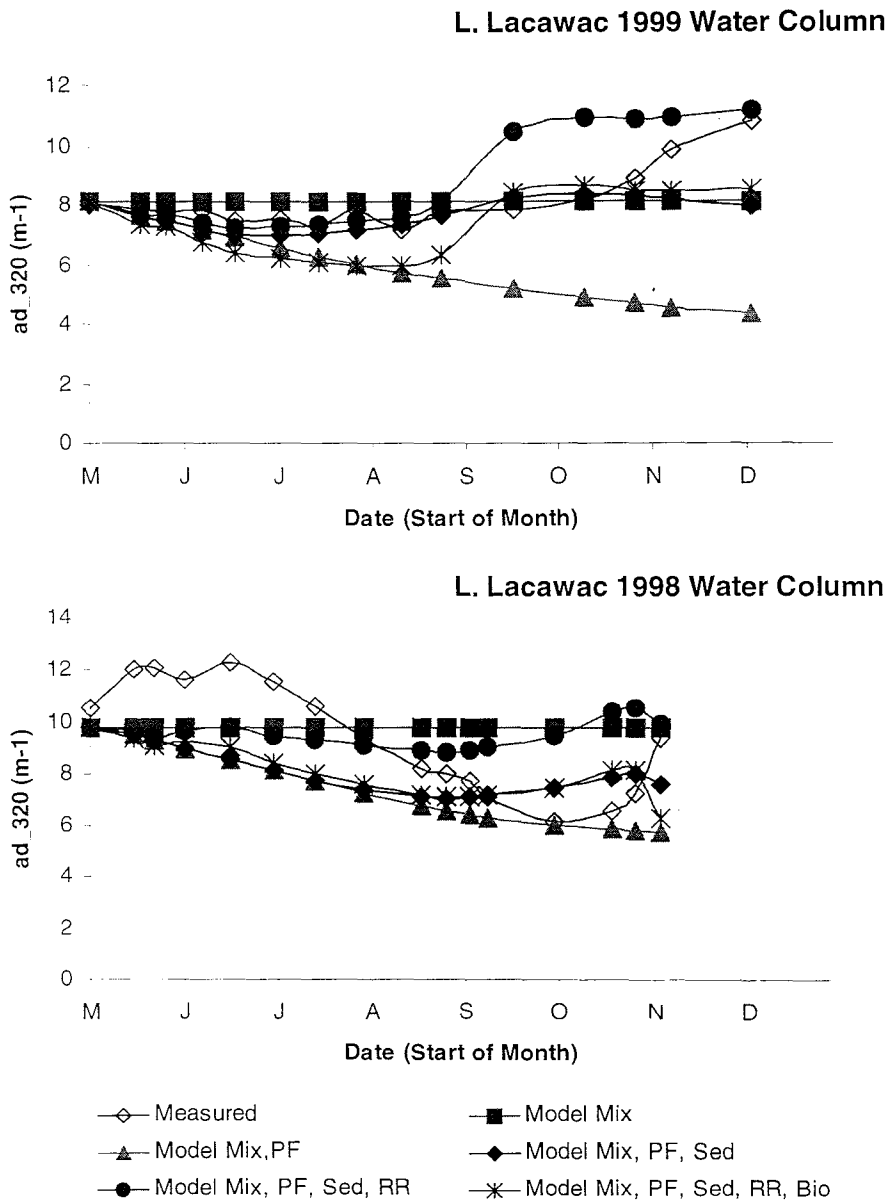 L. Lacawac 1999 Water Column
12
10
8
6
4
2
0
ad_320 (m-1)
M J J A S O N D
Date (Start of Month)
L. Lacawac 1998 Water Column
14
12
10
8
6
4
2
0
ad_320 (m-1)
M J J A S O N D
Date (Start of Month)
Measured
Model Mix
Model Mix,PF
Model Mix, PF, Sed
Model Mix, PF, Sed, RR
Model Mix, PF, Sed, RR, Bio